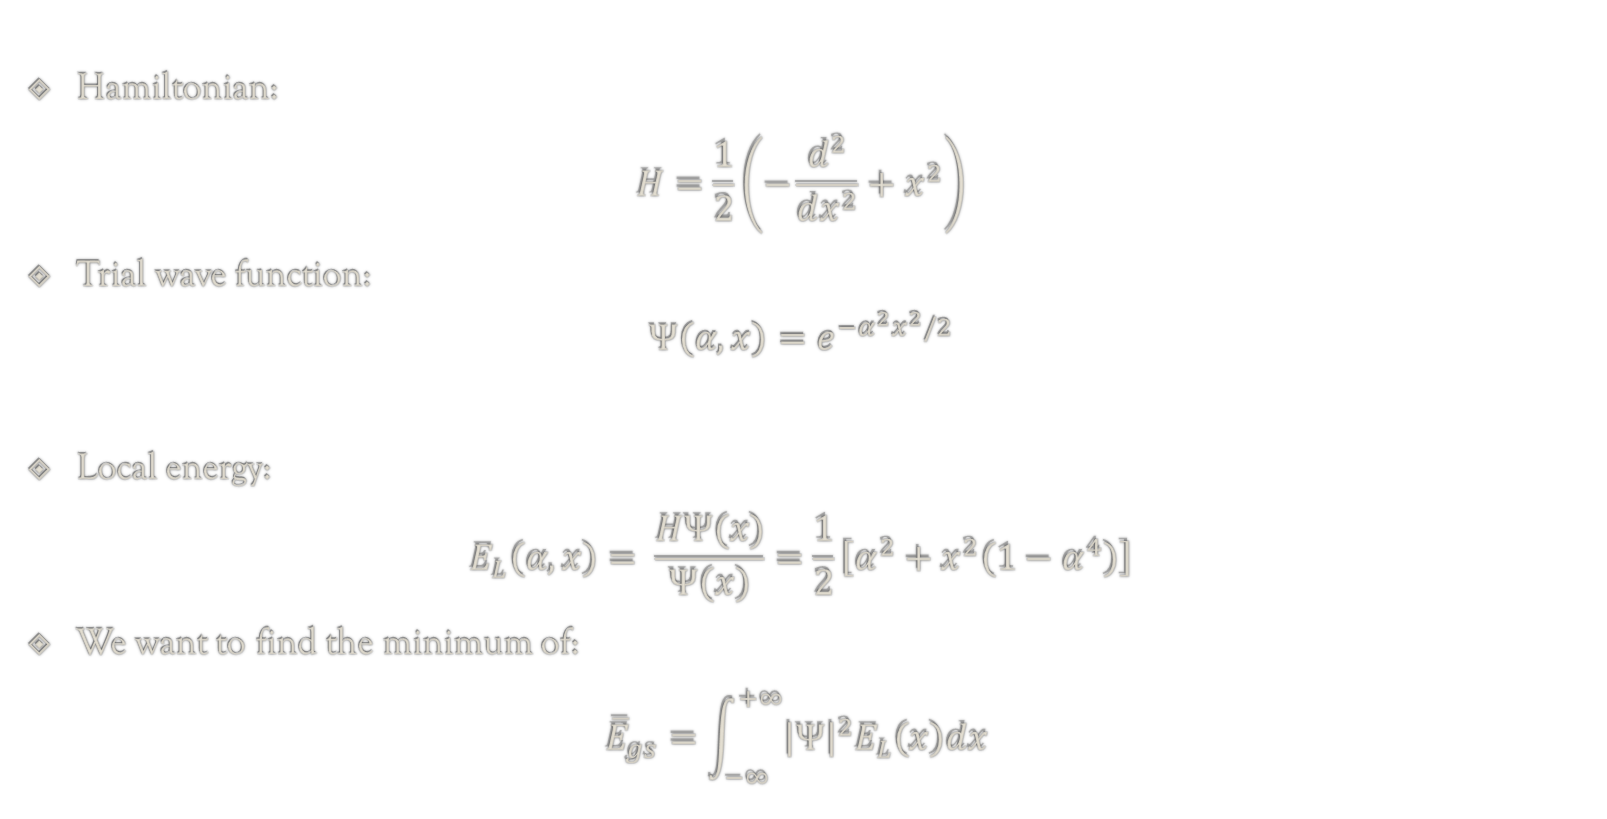 ❖ Hamiltonian:
H = 1/2 (−d²/dx² + x²)
❖ Trial wave function:
Ψ(α, x) = e^(−α²x²/2)
❖ Local energy:
E_L(α, x) = HΨ(x)/Ψ(x) = 1/2 [α² + x²(1 − α⁴)]
❖ We want to find the minimum of:
Ē_gs = ∫_−∞^+∞ |Ψ|² E_L(x)dx